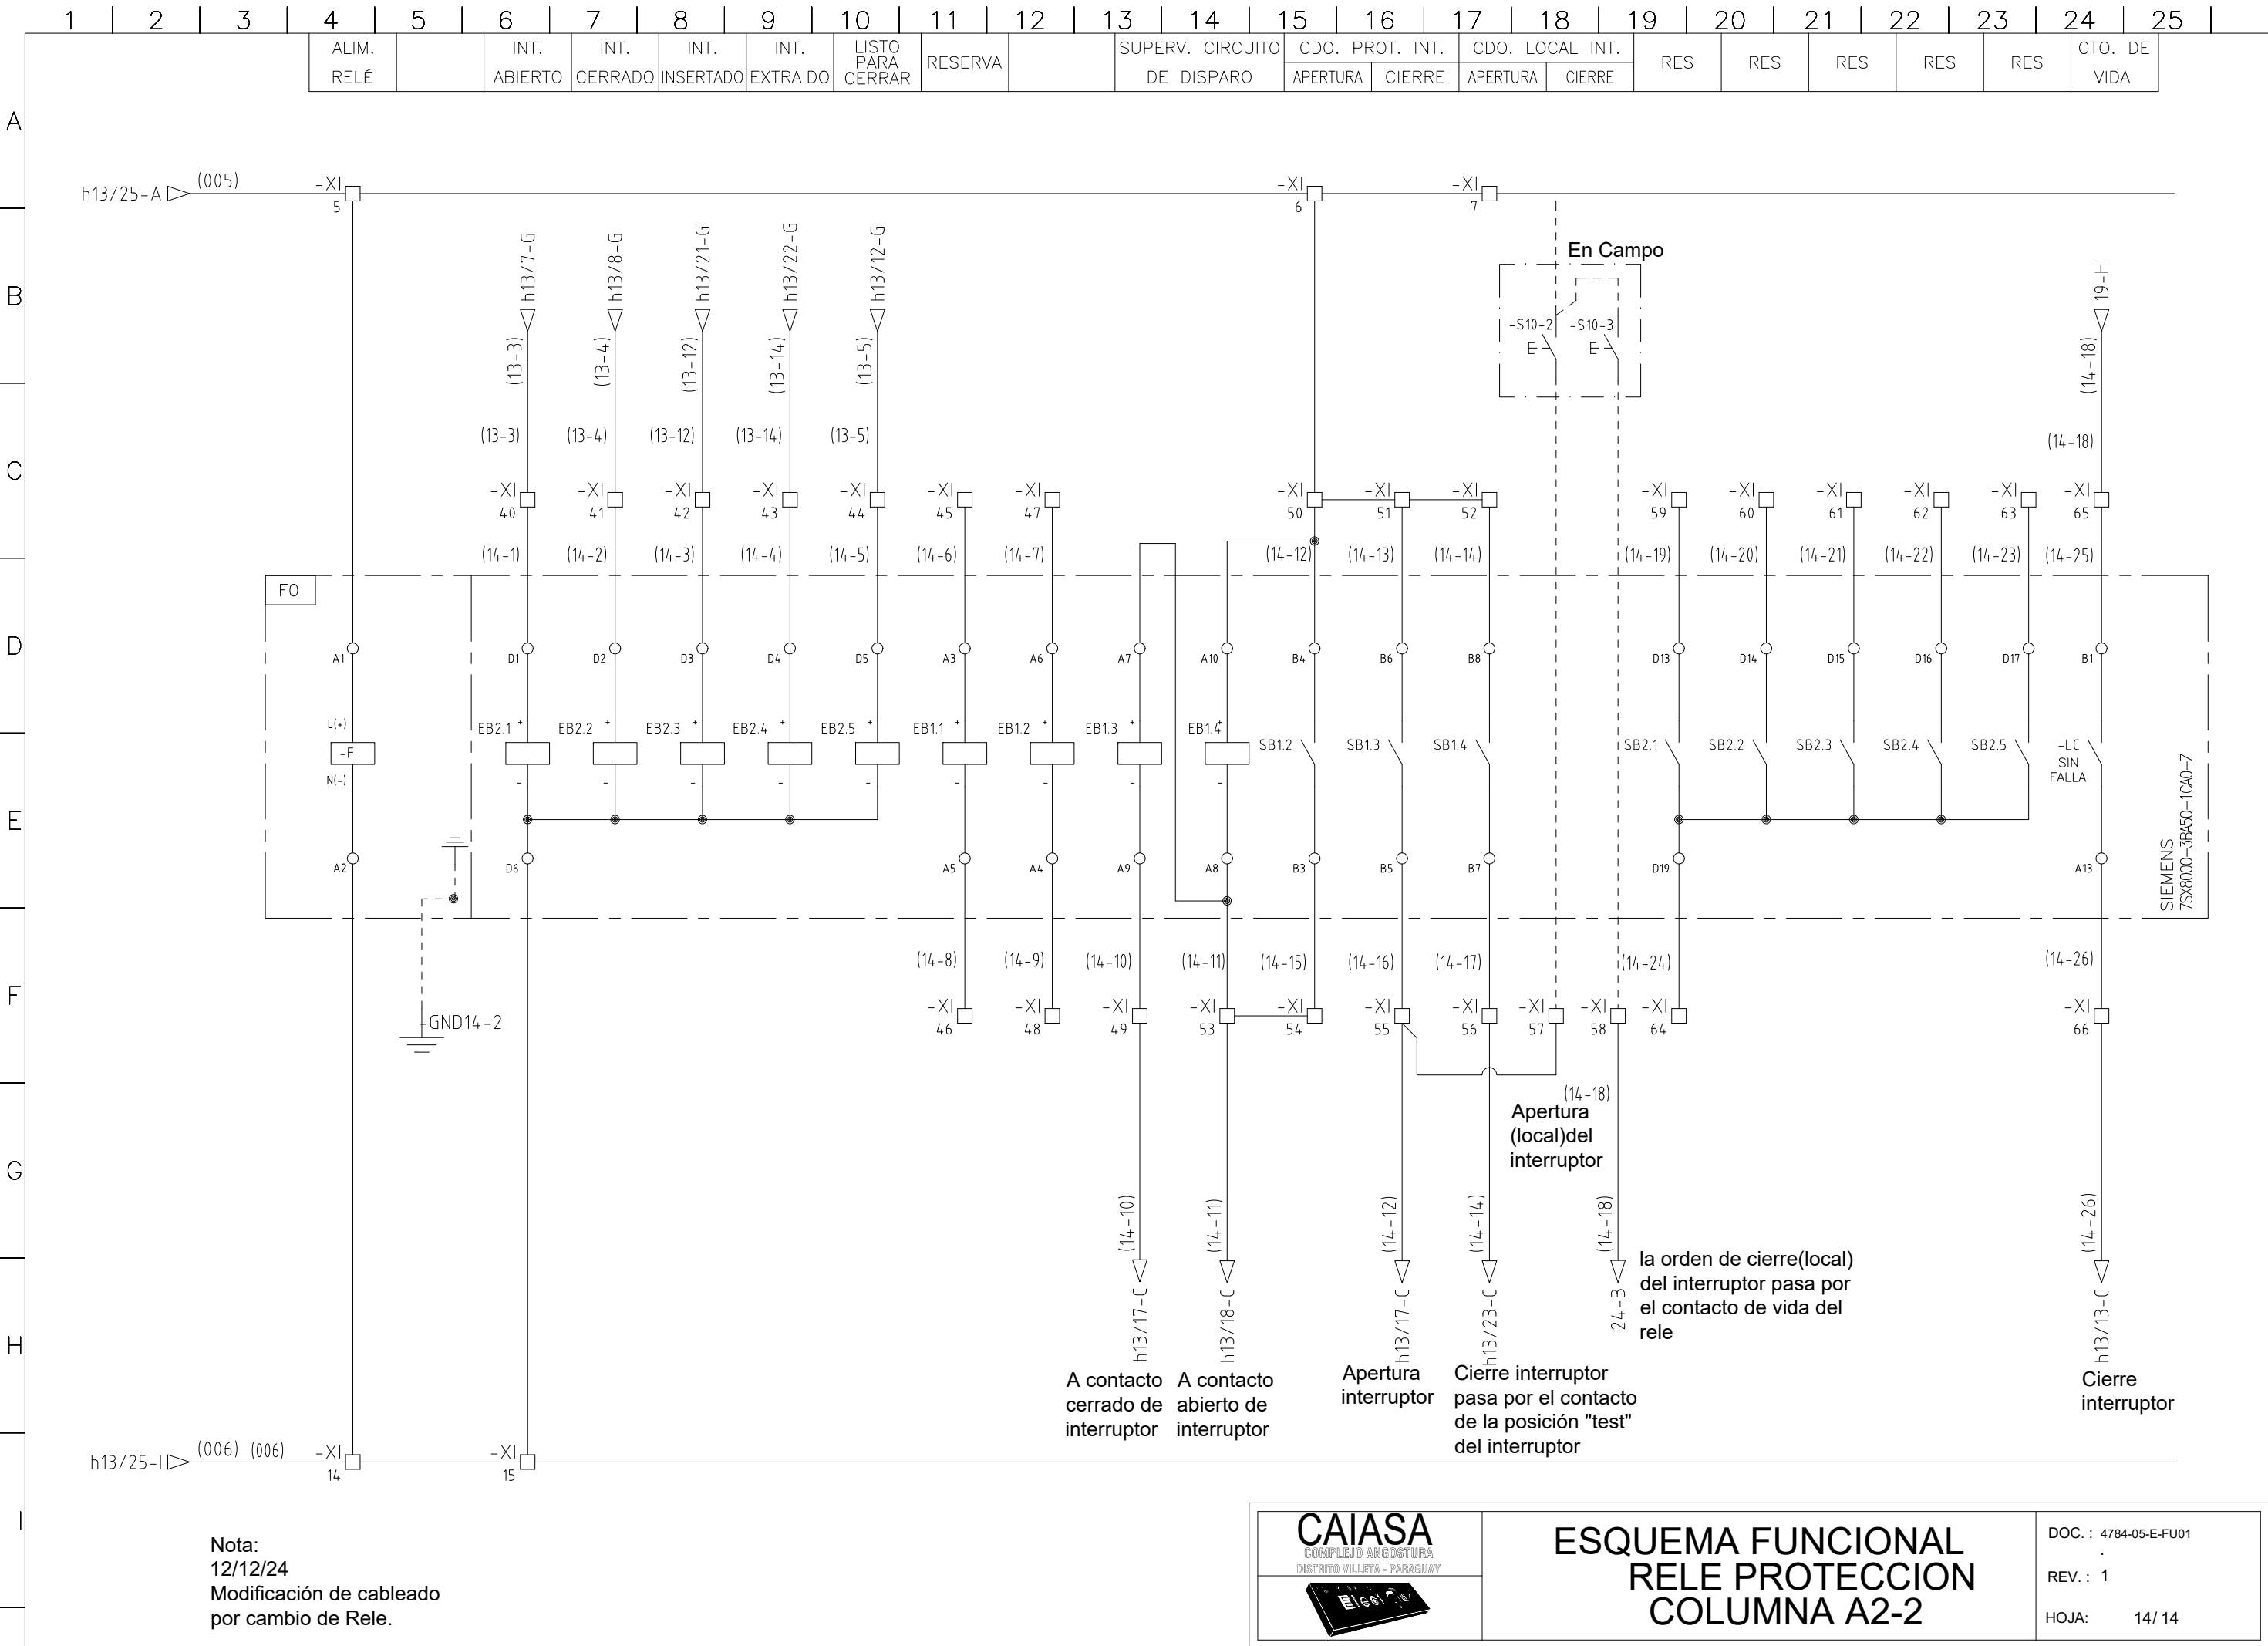 1 2 3 4 5 6 7 8 9 10 11 12 13 14 15 16 17 18 19 20 21 22 23 24 25
ALIM. RELÉ
INT. ABIERTO
INT. CERRADO
INT. INSERTADO
INT. EXTRAIDO
LISTO PARA CERRAR
RESERVA
SUPERV. CIRCUITO DE DISPARO
CDO. PROT. INT.
APERTURA CIERRE
CDO. LOCAL INT.
APERTURA CIERRE
RES RES RES RES RES
CTO. DE VIDA
A
h13/25-A (005) -XI 5 -XI 6 -XI 7
B
h13/7-G h13/8-G h13/21-G h13/22-G h13/12-G
En Campo
19-H
-S10-2 -S10-3
(13-3) (13-4) (13-12) (13-14) (13-5) (14-18)
C
(13-3) (13-4) (13-12) (13-14) (13-5) (14-18)
-XI -XI -XI -XI -XI -XI -XI -XI -XI -XI -XI -XI -XI -XI -XI -XI
40 41 42 43 44 45 47 50 51 52 59 60 61 62 63 65
(14-1) (14-2) (14-3) (14-4) (14-5) (14-6) (14-7) (14-12) (14-13) (14-14) (14-19) (14-20) (14-21) (14-22) (14-23) (14-25)
F0
D
A1 D1 D2 D3 D4 D5 A3 A6 A7 A10 B4 B6 B8 D13 D14 D15 D16 D17 B1
L(+)
EB2.1 + EB2.2 + EB2.3 + EB2.4 + EB2.5 EB1.1 + EB1.2 + EB1.3 + EB1.4 +
-F
SB1.2 SB1.3 SB1.4 SB2.1 SB2.2 SB2.3 SB2.4 SB2.5
-LC SIN FALLA
N(-)
- - - - - - - - -
E
SIEMENS
7SX8000-3BA50-1CA0-Z
A2 D6 A5 A4 A9 A8 B3 B5 B7 D19 A13
(14-8) (14-9) (14-10) (14-11) (14-15) (14-16) (14-17) (14-24) (14-26)
F
-XI -XI -XI -XI -XI -XI -XI -XI -XI -XI -XI
46 48 49 53 54 55 56 57 58 64 66
-GND14-2
(14-18)
Apertura
(local)del
interruptor
G
(14-10) (14-11) (14-12) (14-14) (14-18) (14-26)
la orden de cierre(local)
del interruptor pasa por
el contacto de vida del
rele
H
h13/17-C h13/18-C h13/17-C h13/23-C 24-B h13/13-C
A contacto
cerrado de
interruptor
A contacto
abierto de
interruptor
Apertura
interruptor
Cierre interruptor
pasa por el contacto
de la posición "test"
del interruptor
Cierre
interruptor
h13/25-I (006) (006) -XI 14 -XI 15
I
Nota:
12/12/24
Modificación de cableado
por cambio de Rele.
CAIASA
COMPLEJO ANGOSTURA
DISTRITO VILLETA - PARAGUAY
ESQUEMA FUNCIONAL
RELE PROTECCION
COLUMNA A2-2
DOC. : 4784-05-E-FU01
.
REV. : 1
HOJA: 14/ 14